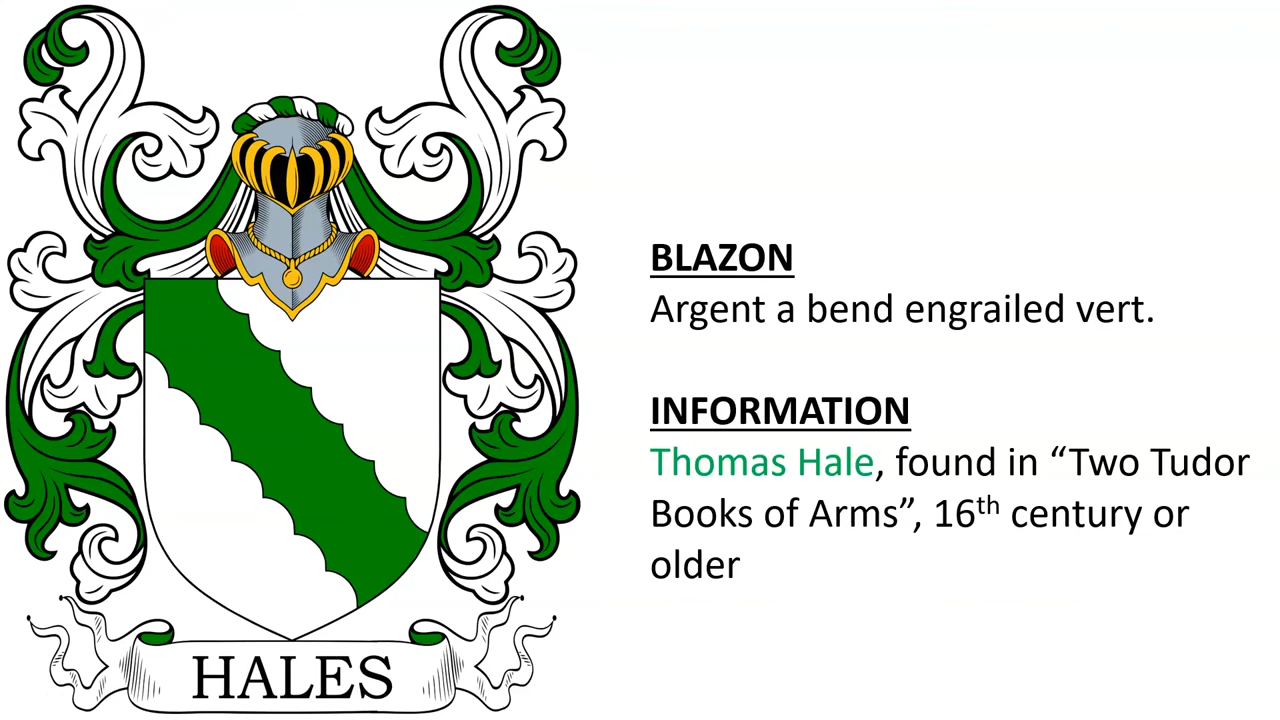 BLAZON
Argent a bend engrailed vert.
INFORMATION
Thomas Hale, found in “Two Tudor
Books of Arms”, 16th century or
older
HALES